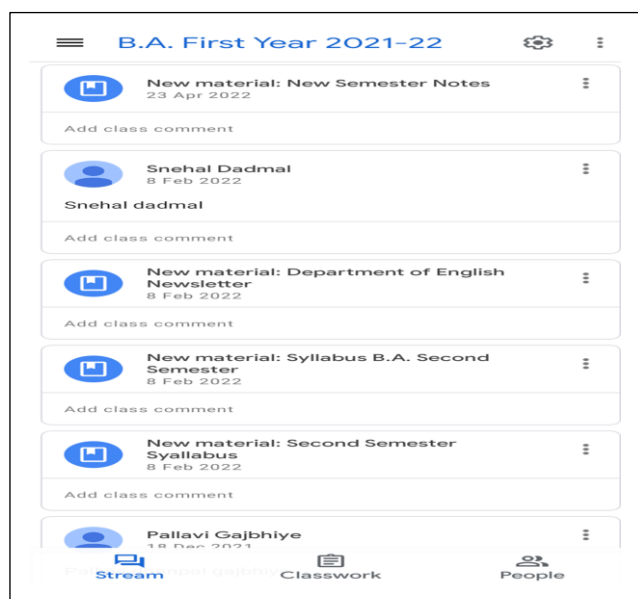 B.A. First Year 2021-22
New material: New Semester Notes
23 Apr 2022
Add class comment
Snehal Dadmal
8 Feb 2022
Snehal dadmal
Add class comment
New material: Department of English
Newsletter
8 Feb 2022
Add class comment
New material: Syllabus B.A. Second
Semester
8 Feb 2022
Add class comment
New material: Second Semester
Syallabus
8 Feb 2022
Add class comment
Pallavi Gajbhiye
18 Dec 2021
Stream
Classwork
People